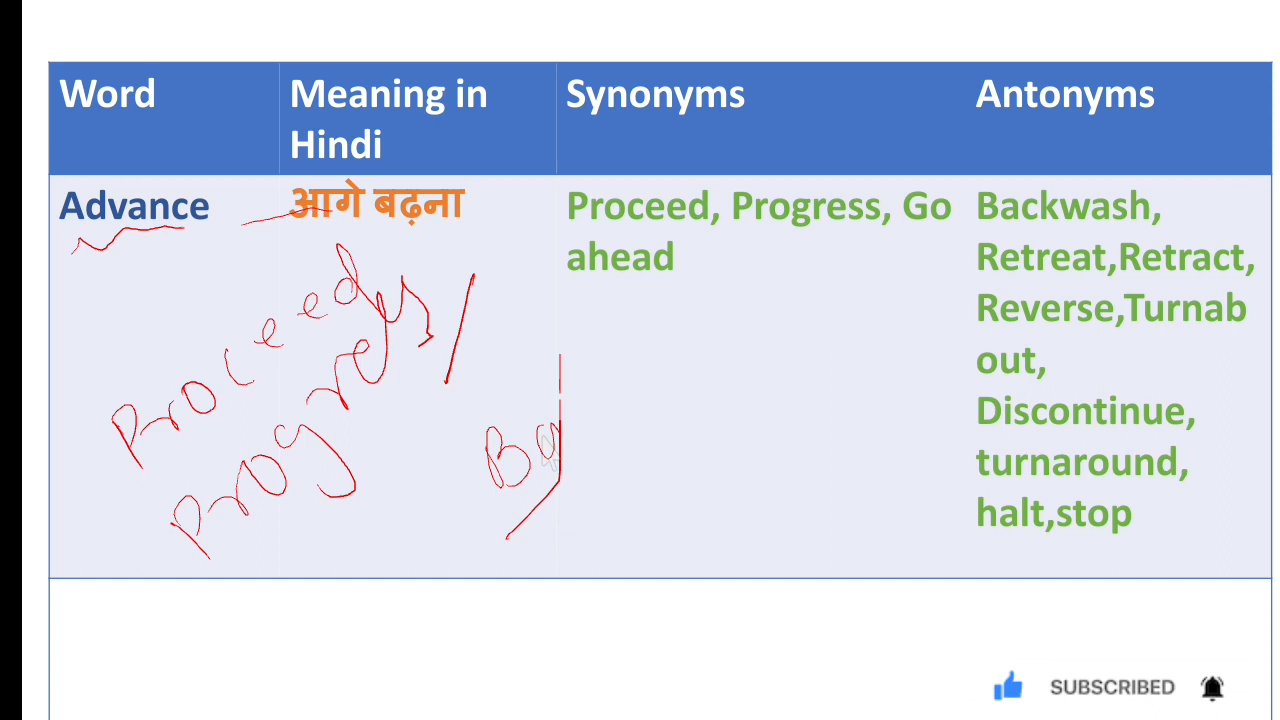 Word
Meaning in
Hindi
Synonyms
Antonyms
Advance
आगे बढ़ना
Proceed, Progress, Go
ahead
Backwash,
Retreat,Retract,
Reverse,Turnab
out,
Discontinue,
turnaround,
halt,stop
Proceed
Progress
SUBSCRIBED